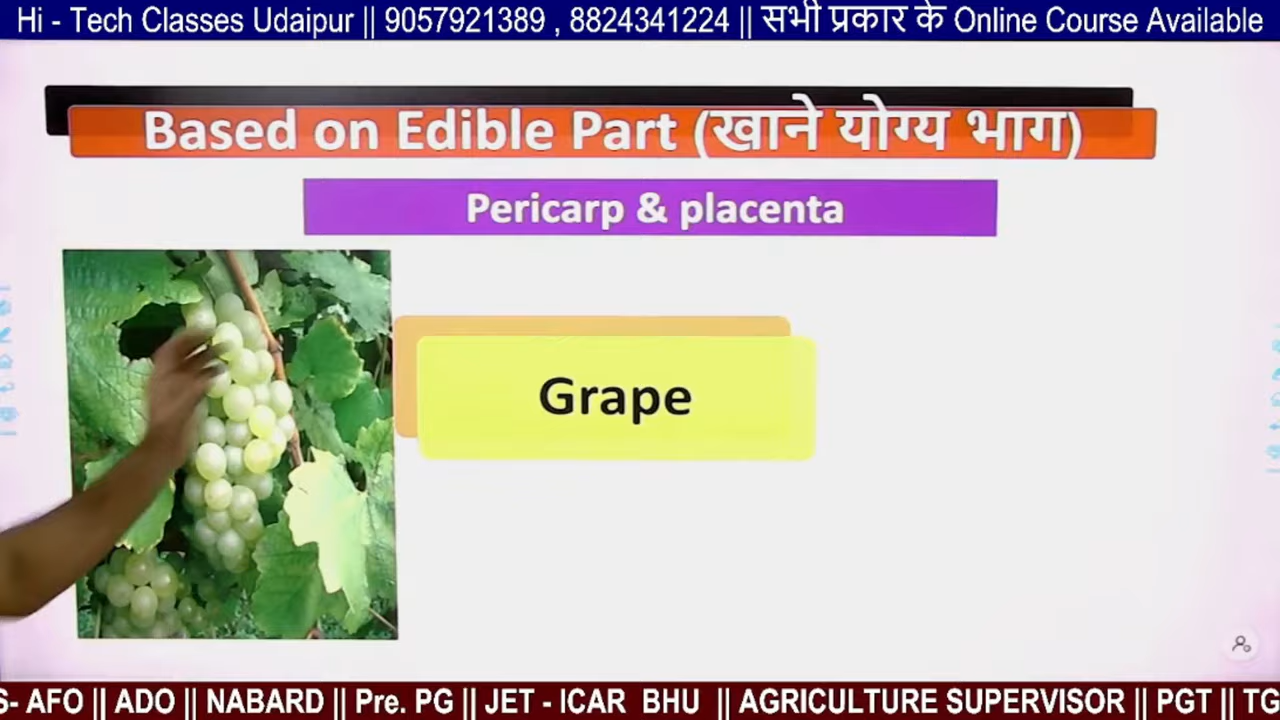 Hi - Tech Classes Udaipur || 9057921389 , 8824341224 || सभी प्रकार के Online Course Available
Based on Edible Part (खाने योग्य भाग)
Pericarp & placenta
Grape
S- AFO || ADO || NABARD || Pre. PG || JET - ICAR BHU || AGRICULTURE SUPERVISOR || PGT || TG